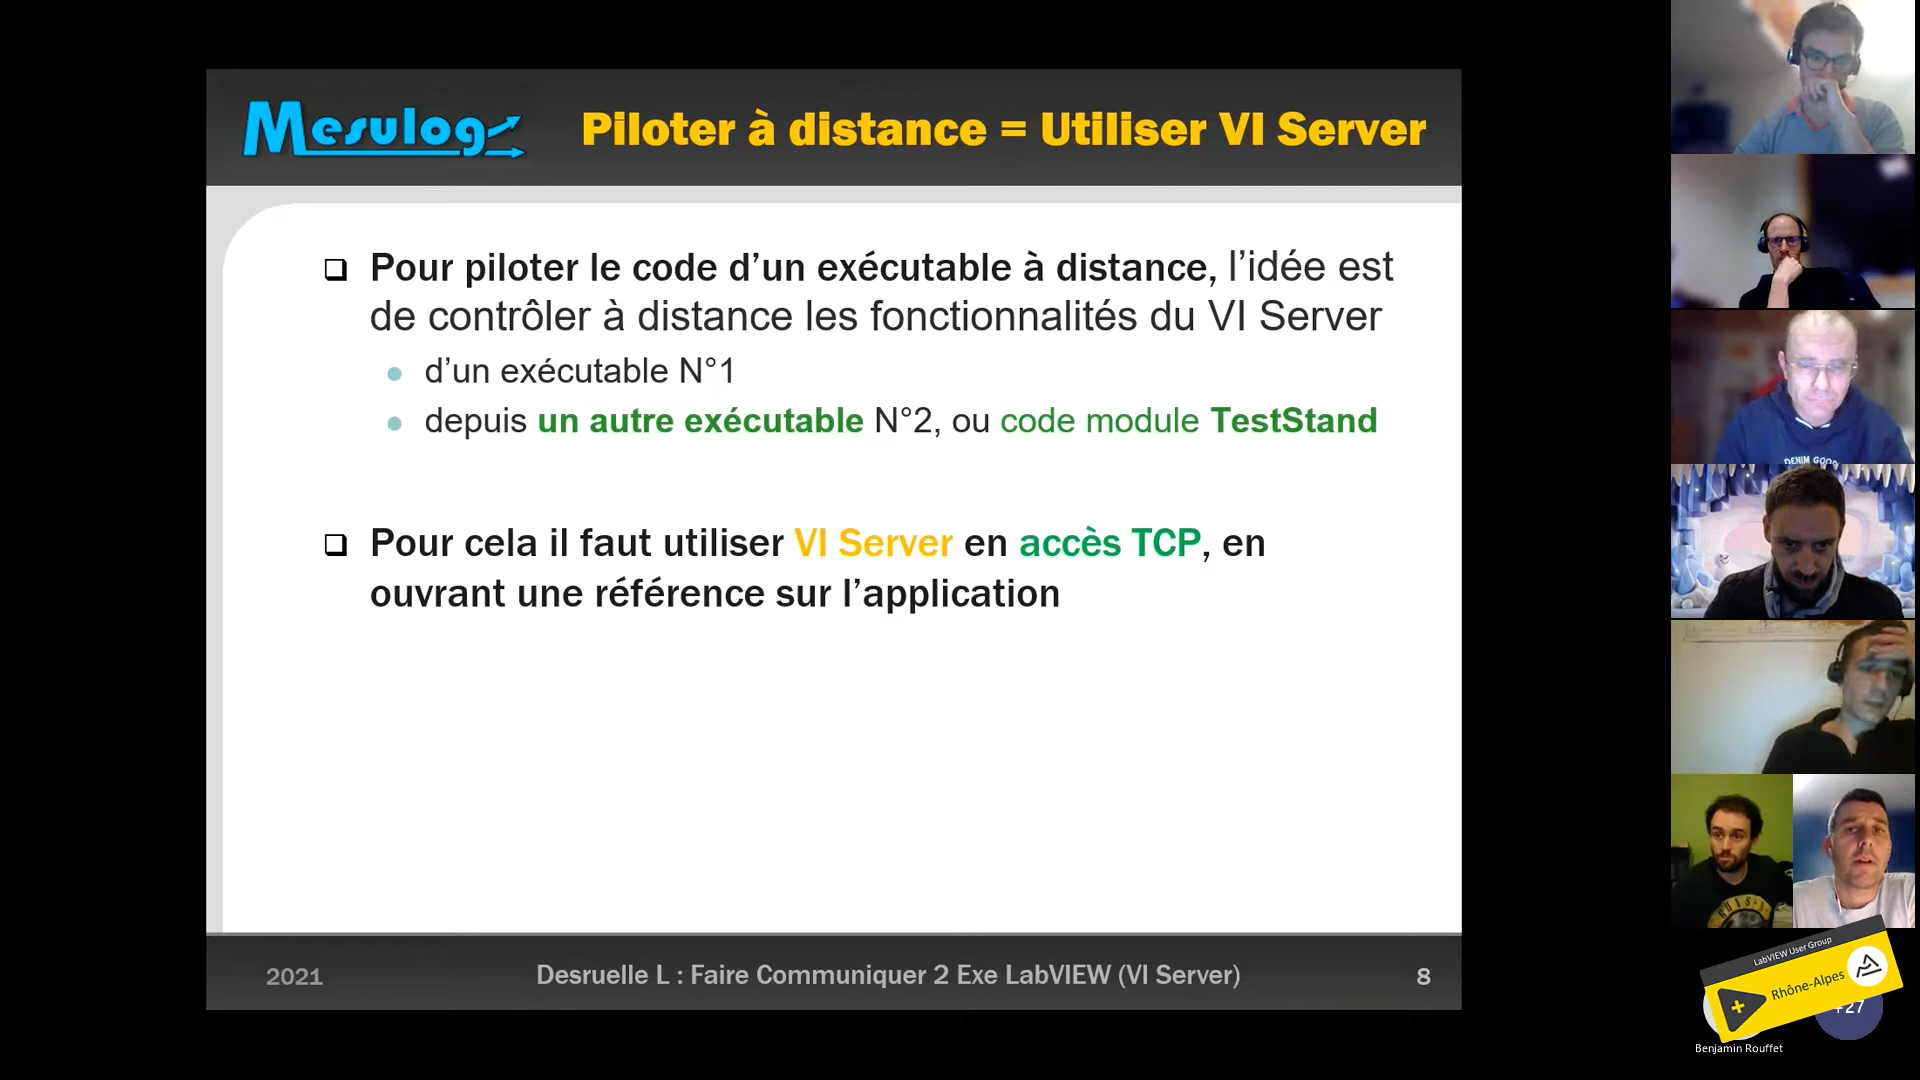 Mesulog
Piloter à distance = Utiliser VI Server
Pour piloter le code d’un exécutable à distance, l’idée est
de contrôler à distance les fonctionnalités du VI Server
d’un exécutable N°1
depuis un autre exécutable N°2, ou code module TestStand
Pour cela il faut utiliser VI Server en accès TCP, en
ouvrant une référence sur l’application
2021
Desruelle L : Faire Communiquer 2 Exe LabVIEW (VI Server)
8
DENIM GOOD
LabVIEW User Group
Rhône-Alpes
+27
Benjamin Rouffet